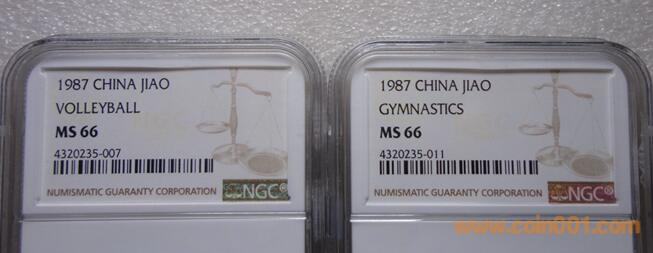 1987 CHINA JIAO
VOLLEYBALL
MS 66
4320235-007
NUMISMATIC GUARANTY CORPORATION NGC®
1987 CHINA JIAO
GYMNASTICS
MS 66
4320235-011
NUMISMATIC GUARANTY CORPORATION NGC®
www.coin001.com